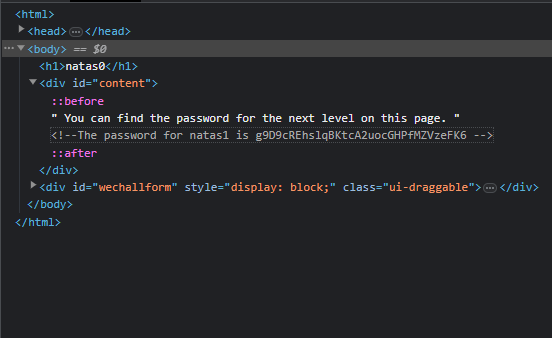 <html>
<head>…</head>
… <body> == $0
<h1>natas0</h1>
<div id="content">
::before
" You can find the password for the next level on this page. "
<!--The password for natas1 is g9D9cREhslqBKtcA2uocGHPfMZVzeFK6 -->
::after
</div>
<div id="wechallform" style="display: block;" class="ui-draggable">…</div>
</body>
</html>